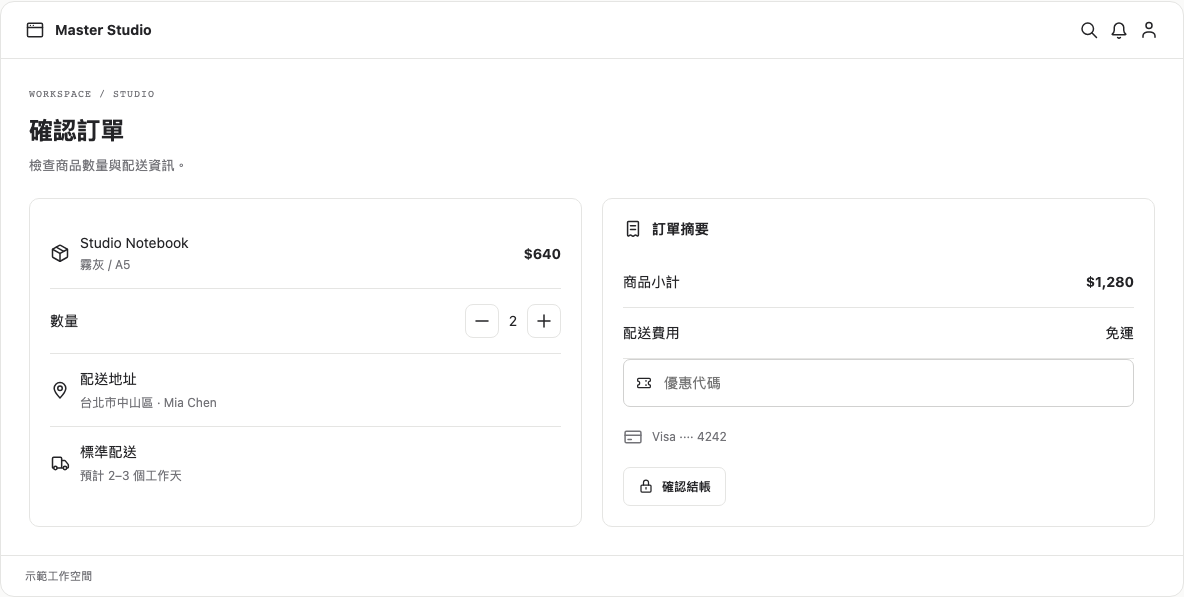 Master Studio
WORKSPACE / STUDIO
確認訂單
檢查商品數量與配送資訊。
Studio Notebook
霧灰 / A5
$640
數量
2
配送地址
台北市中山區 · Mia Chen
標準配送
預計 2–3 個工作天
訂單摘要
商品小計
$1,280
配送費用
免運
優惠代碼
Visa ···· 4242
確認結帳
示範工作空間